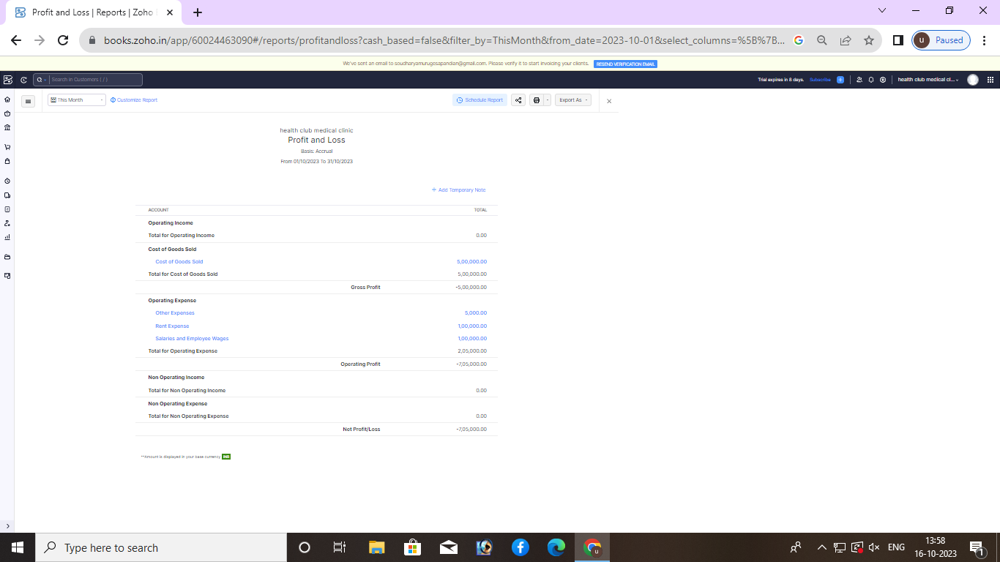 Profit and Loss | Reports | Zoho
books.zoho.in/app/60024463090#/reports/profitandloss?cash_based=false&filter_by=ThisMonth&from_date=2023-10-01&select_columns=%5B%7B...
u Paused
We've sent an email to soudharyamurugesapandian@gmail.com. Please verify it to start invoicing your clients. RESEND VERIFICATION EMAIL
Search in Customers ( / ) Trial expires in 8 days. Subscribe health club medical cl...
This Month Customize Report Schedule Report Export As
health club medical clinic
Profit and Loss
Basis: Accrual
From 01/10/2023 To 31/10/2023
+ Add Temporary Note
ACCOUNT TOTAL
Operating Income
Total for Operating Income 0.00
Cost of Goods Sold
Cost of Goods Sold 5,00,000.00
Total for Cost of Goods Sold 5,00,000.00
Gross Profit -5,00,000.00
Operating Expense
Other Expenses 5,000.00
Rent Expense 1,00,000.00
Salaries and Employee Wages 1,00,000.00
Total for Operating Expense 2,05,000.00
Operating Profit -7,05,000.00
Non Operating Income
Total for Non Operating Income 0.00
Non Operating Expense
Total for Non Operating Expense 0.00
Net Profit/Loss -7,05,000.00
**Amount is displayed in your base currency INR
Type here to search
u
ENG
13:58
16-10-2023
1